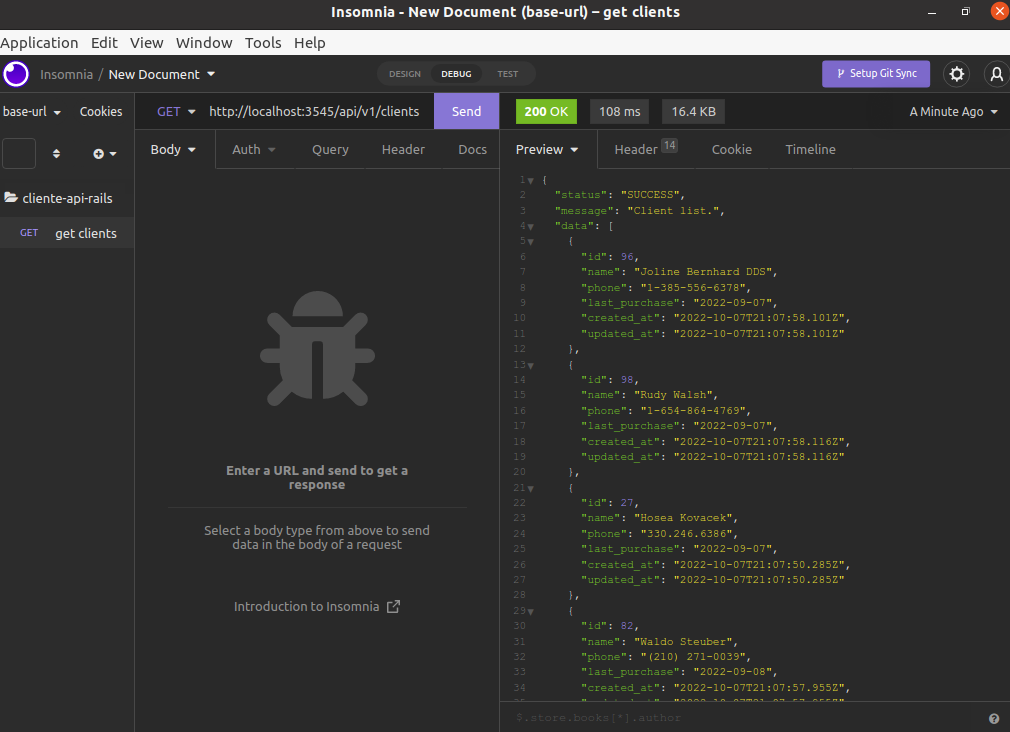 Insomnia - New Document (base-url) – get clients
Application Edit View Window Tools Help
Insomnia / New Document
DESIGN DEBUG TEST
Setup Git Sync
base-url Cookies
GET http://localhost:3545/api/v1/clients Send
200 OK 108 ms 16.4 KB A Minute Ago
Body Auth Query Header Docs
Preview Header 14 Cookie Timeline
cliente-api-rails
GET get clients
Enter a URL and send to get a
response
Select a body type from above to send
data in the body of a request
Introduction to Insomnia
1 {
2 "status": "SUCCESS",
3 "message": "Client list.",
4 "data": [
5 {
6 "id": 96,
7 "name": "Joline Bernhard DDS",
8 "phone": "1-385-556-6378",
9 "last_purchase": "2022-09-07",
10 "created_at": "2022-10-07T21:07:58.101Z",
11 "updated_at": "2022-10-07T21:07:58.101Z"
12 },
13 {
14 "id": 98,
15 "name": "Rudy Walsh",
16 "phone": "1-654-864-4769",
17 "last_purchase": "2022-09-07",
18 "created_at": "2022-10-07T21:07:58.116Z",
19 "updated_at": "2022-10-07T21:07:58.116Z"
20 },
21 {
22 "id": 27,
23 "name": "Hosea Kovacek",
24 "phone": "330.246.6386",
25 "last_purchase": "2022-09-07",
26 "created_at": "2022-10-07T21:07:50.285Z",
27 "updated_at": "2022-10-07T21:07:50.285Z"
28 },
29 {
30 "id": 82,
31 "name": "Waldo Steuber",
32 "phone": "(210) 271-0039",
33 "last_purchase": "2022-09-08",
34 "created_at": "2022-10-07T21:07:57.955Z",
$.store.books[*].author